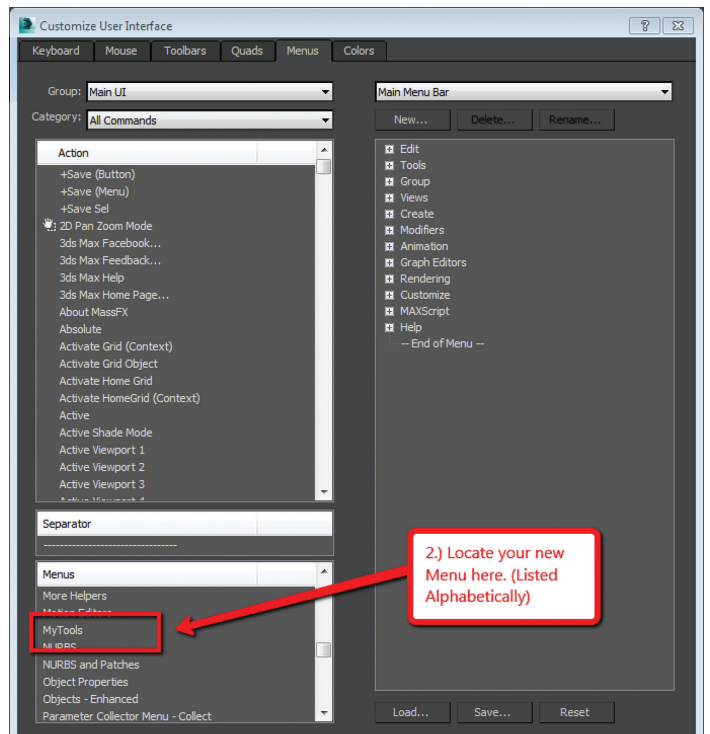 Customize User Interface
Keyboard Mouse Toolbars Quads Menus Colors
Group: Main UI
Category: All Commands
Action
+Save (Button)
+Save (Menu)
+Save Sel
2D Pan Zoom Mode
3ds Max Facebook...
3ds Max Feedback...
3ds Max Help
3ds Max Home Page...
About MassFX
Absolute
Activate Grid (Context)
Activate Grid Object
Activate Home Grid
Activate HomeGrid (Context)
Active
Active Shade Mode
Active Viewport 1
Active Viewport 2
Active Viewport 3
Active Viewport 4
Separator
--------------------------------
Menus
More Helpers
Motion Editors
MyTools
NURBS
NURBS and Patches
Object Properties
Objects - Enhanced
Parameter Collector Menu - Collect
Main Menu Bar
New... Delete... Rename...
Edit
Tools
Group
Views
Create
Modifiers
Animation
Graph Editors
Rendering
Customize
MAXScript
Help
-- End of Menu --
2.) Locate your new
Menu here. (Listed
Alphabetically)
Load... Save... Reset